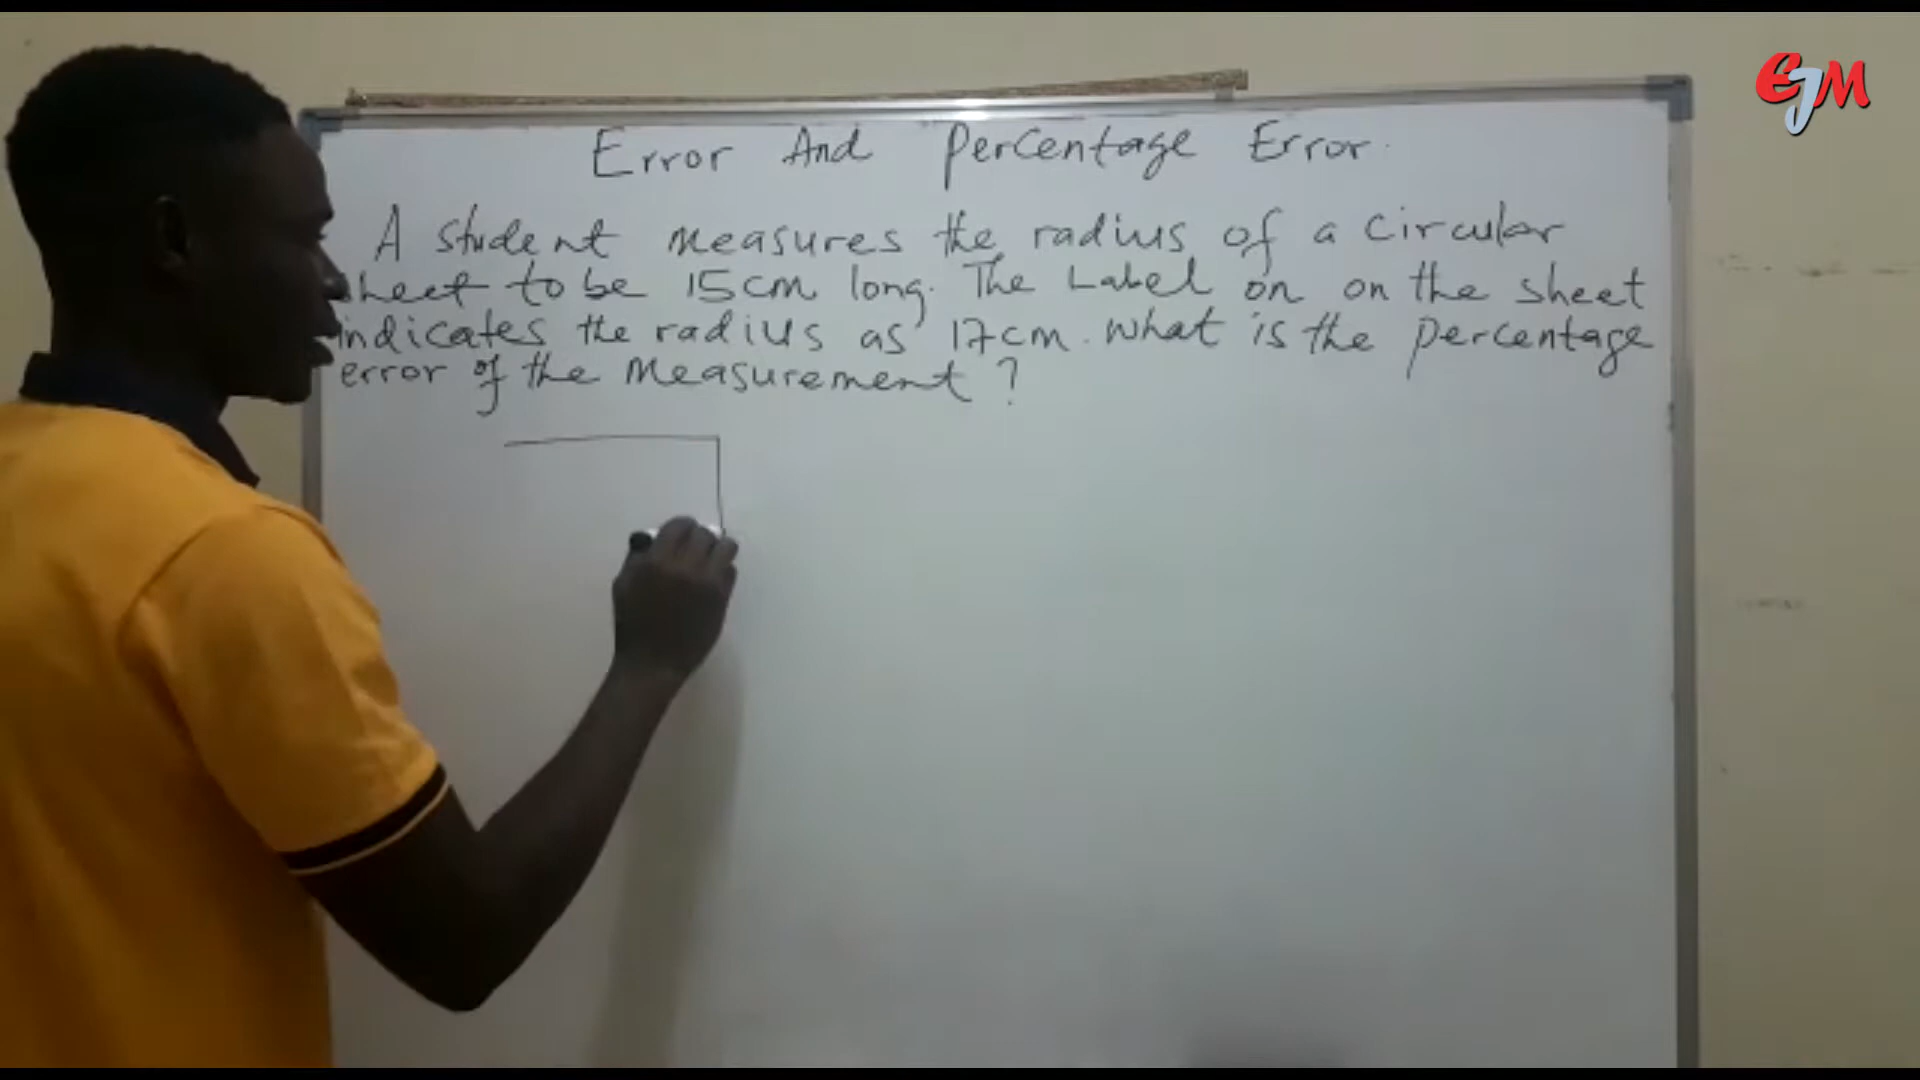 EJM
Error And Percentage Error.
A student measures the radius of a circular
sheet to be 15cm long. The Label on on the sheet
indicates the radius as 17cm. What is the percentage
error of the measurement?